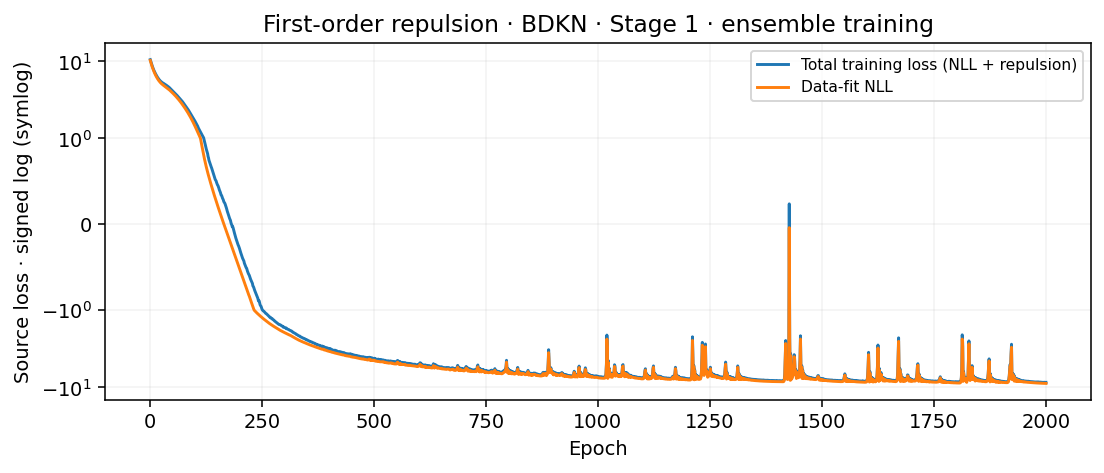 First-order repulsion · BDKN · Stage 1 · ensemble training
Total training loss (NLL + repulsion)
Data-fit NLL
Source loss · signed log (symlog)
10¹
10⁰
0
−10⁰
−10¹
0 250 500 750 1000 1250 1500 1750 2000
Epoch